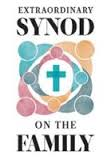 EXTRAORDINARY
SYNOD
ON THE
FAMILY